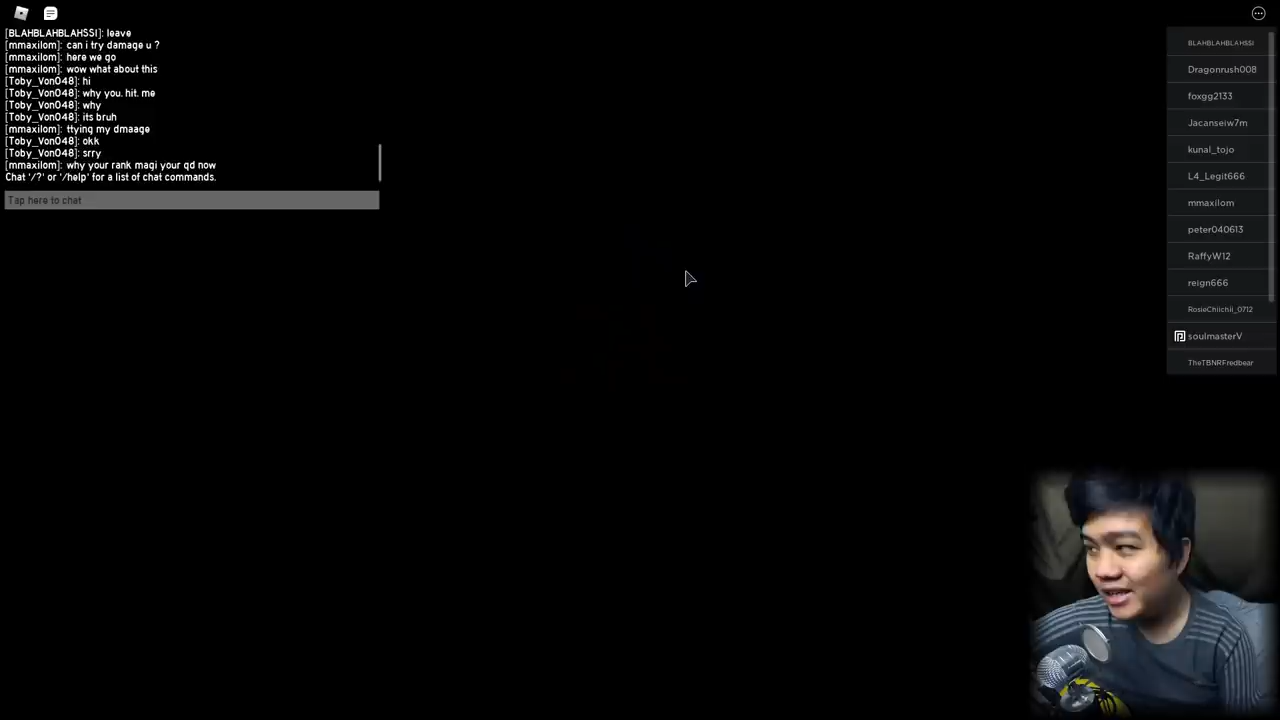 [BLAHBLAHBLAHSSI]: leave
[mmaxilom]: can i try damage u ?
[mmaxilom]: here we go
[mmaxilom]: wow what about this
[Toby_Von048]: hi
[Toby_Von048]: why you. hit. me
[Toby_Von048]: why
[Toby_Von048]: its bruh
[mmaxilom]: ttying my dmaage
[Toby_Von048]: okk
[Toby_Von048]: srry
[mmaxilom]: why your rank magi your qd now
Chat '/?' or '/help' for a list of chat commands.
Tap here to chat
BLAHBLAHBLAHSSI
Dragonrush008
foxgg2133
Jacanseiw7m
kunal_tojo
L4_Legit666
mmaxilom
peter040613
RaffyW12
reign666
RosieChiichii_0712
soulmasterV
TheTBNRFredbear